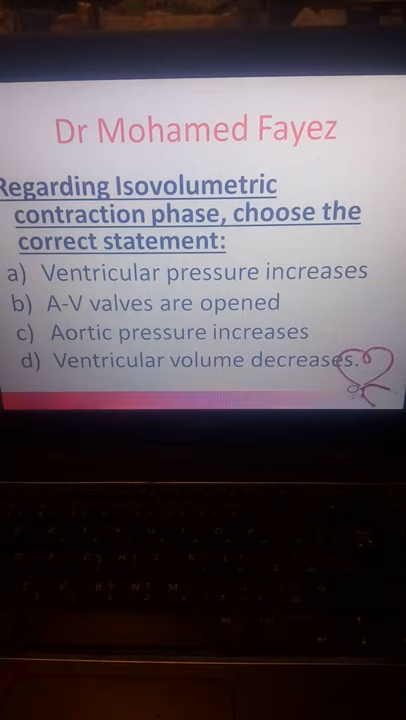 Dr Mohamed Fayez
Regarding Isovolumetric
contraction phase, choose the
correct statement:
a) Ventricular pressure increases
b) A-V valves are opened
c) Aortic pressure increases
d) Ventricular volume decreases.